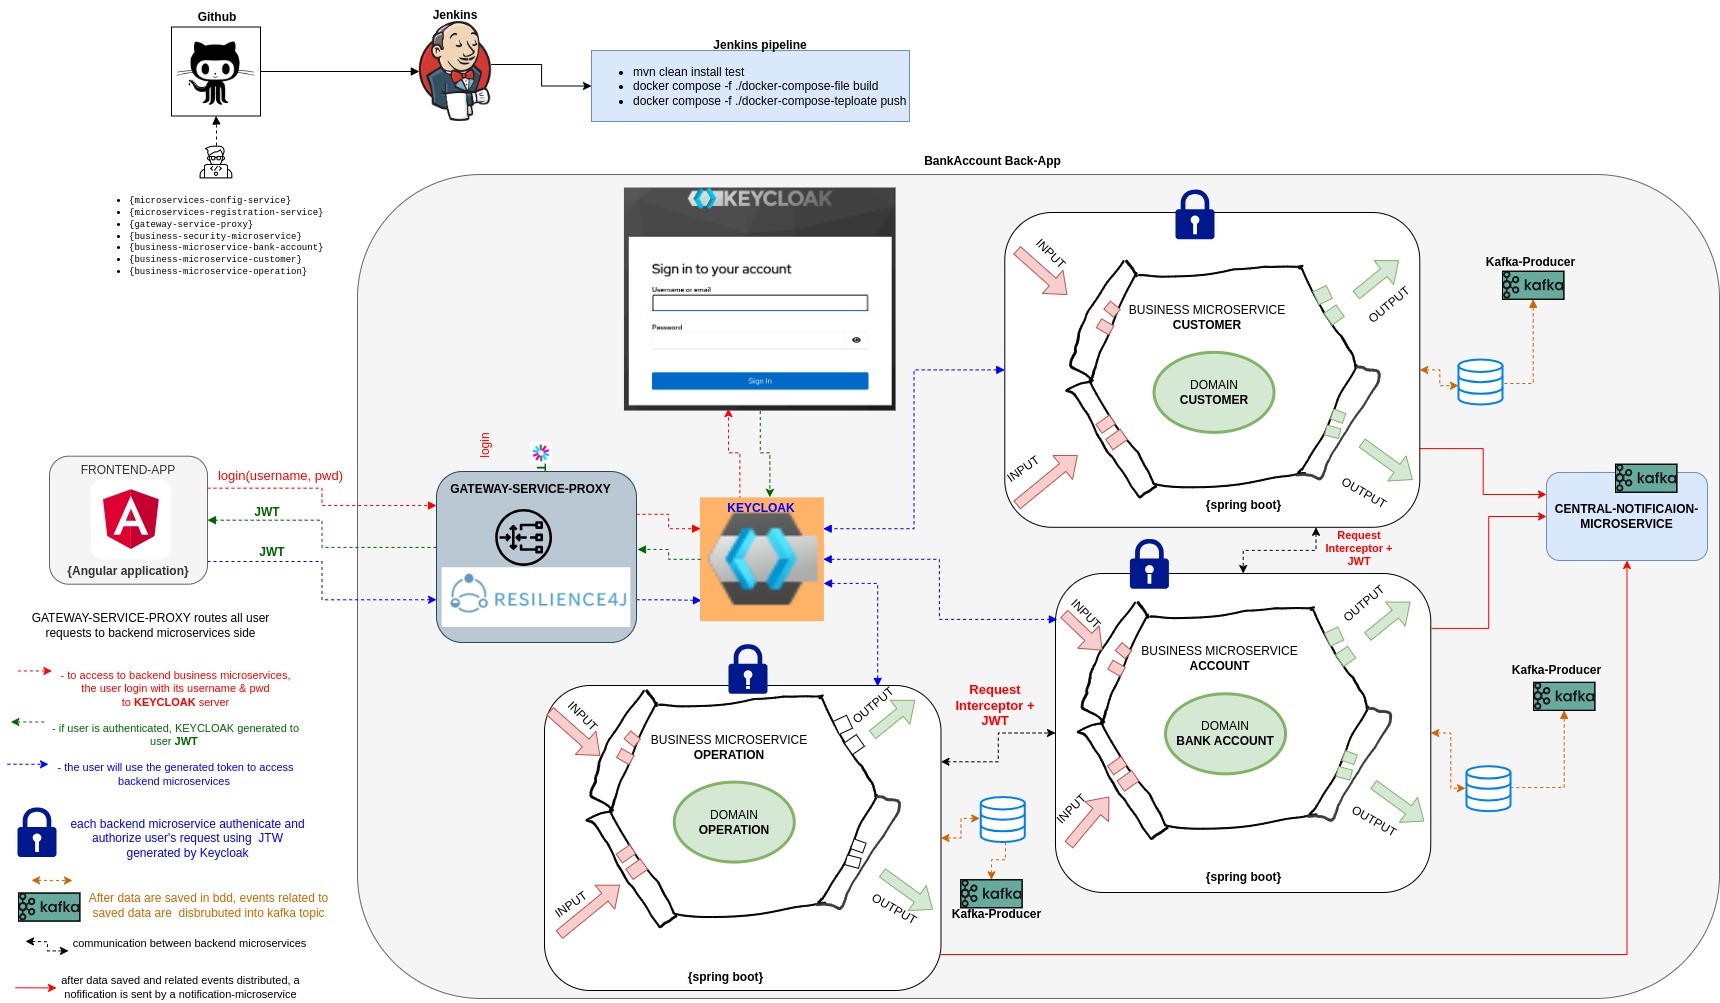 Github
Jenkins
Jenkins pipeline
mvn clean install test
docker compose -f ./docker-compose-file build
docker compose -f ./docker-compose-teploate push
{microservices-config-service}
{microservices-registration-service}
{gateway-service-proxy}
{business-security-microservice}
{business-microservice-bank-account}
{business-microservice-customer}
{business-microservice-operation}
BankAccount Back-App
KEYCLOAK
Sign in to your account
Username or email
Password
Sign In
INPUT
OUTPUT
BUSINESS MICROSERVICE
CUSTOMER
DOMAIN
CUSTOMER
INPUT
OUTPUT
{spring boot}
Kafka-Producer
kafka
FRONTEND-APP
{Angular application}
login(username, pwd)
JWT
JWT
login
GATEWAY-SERVICE-PROXY
RESILIENCE4J
KEYCLOAK
kafka
CENTRAL-NOTIFICAION-
MICROSERVICE
Request
Interceptor +
JWT
INPUT
OUTPUT
BUSINESS MICROSERVICE
ACCOUNT
DOMAIN
BANK ACCOUNT
INPUT
OUTPUT
{spring boot}
Kafka-Producer
kafka
Request
Interceptor +
JWT
INPUT
OUTPUT
BUSINESS MICROSERVICE
OPERATION
DOMAIN
OPERATION
INPUT
OUTPUT
{spring boot}
kafka
Kafka-Producer
GATEWAY-SERVICE-PROXY routes all user
requests to backend microservices side
- to access to backend business microservices,
the user login with its username & pwd
to KEYCLOAK server
- if user is authenticated, KEYCLOAK generated to
user JWT
- the user will use the generated token to access
backend microservices
each backend microservice authenicate and
authorize user's request using JTW
generated by Keycloak
kafka
After data are saved in bdd, events related to
saved data are disbrubuted into kafka topic
communication between backend microservices
after data saved and related events distributed, a
nofification is sent by a notification-microservice